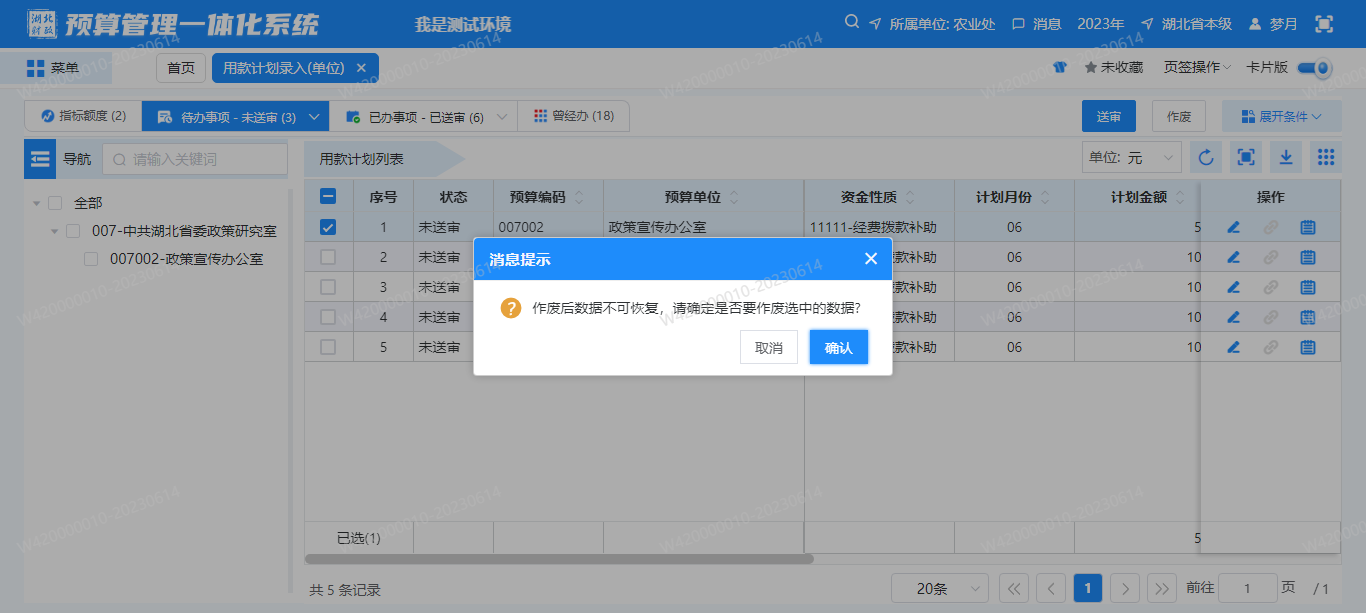 湖北财政 预算管理一体化系统 我是测试环境 所属单位: 农业处 消息 2023年 湖北省本级 梦月
菜单 首页 用款计划录入(单位) 未收藏 页签操作 卡片版
指标额度 (2) 待办事项 - 未送审 (3) 已办事项 - 已送审 (6) 曾经办 (18) 送审 作废 展开条件
导航 请输入关键词 用款计划列表 单位: 元
全部
007-中共湖北省委政策研究室
007002-政策宣传办公室
序号 状态 预算编码 预算单位 资金性质 计划月份 计划金额 操作
1 未送审 007002 政策宣传办公室 11111-经费拨款补助 06 5
2 未送审 款补助 06 10
3 未送审 拨款补助 06 10
4 未送审 拨款补助 06 10
5 未送审 款补助 06 10
消息提示
作废后数据不可恢复，请确定是否要作废选中的数据?
取消 确认
已选(1) 5
共 5 条记录 20条 1 前往 1 页 / 1
W420000010-20230614